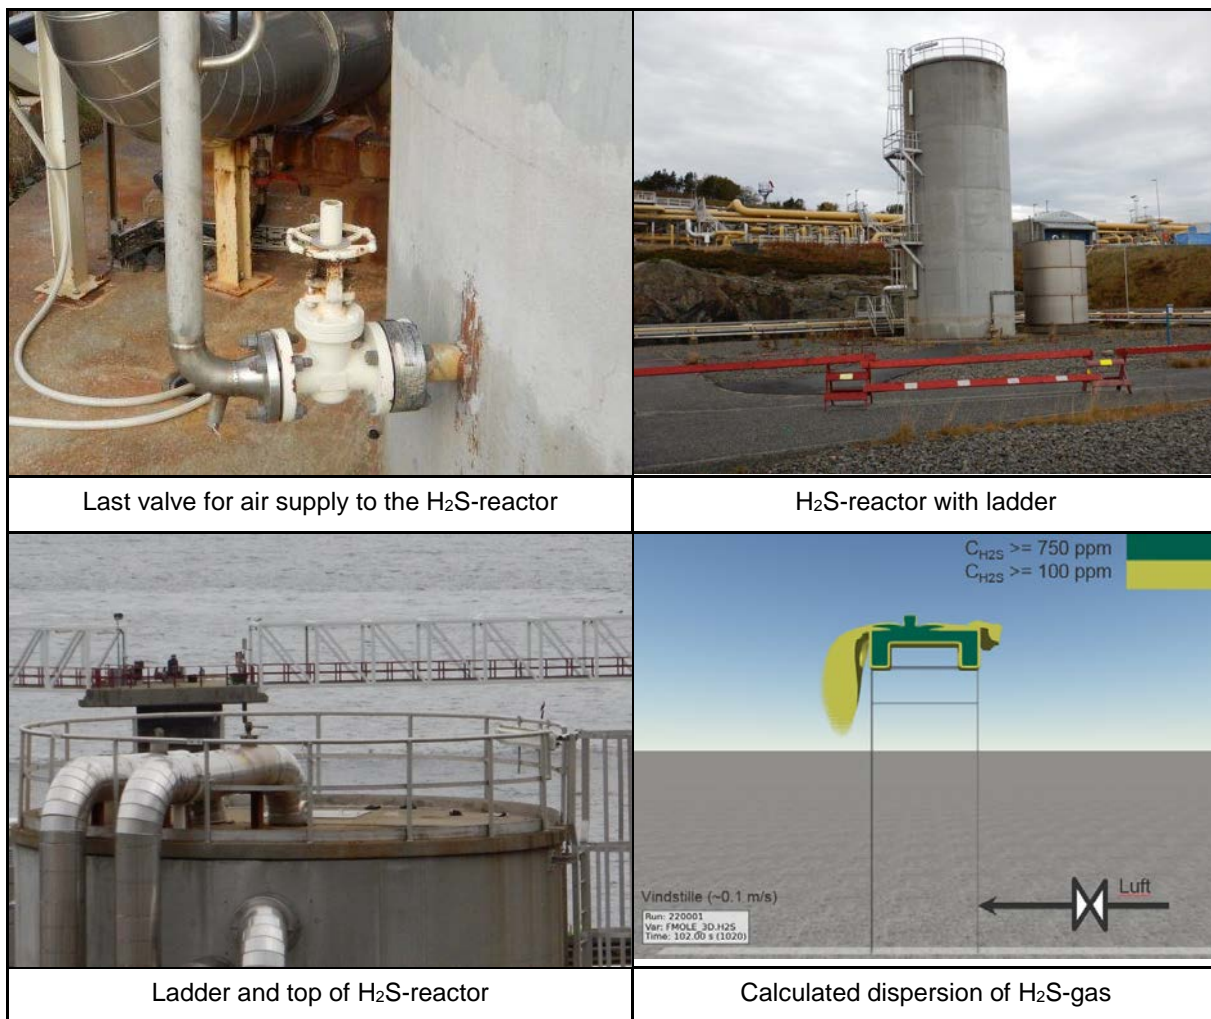 Last valve for air supply to the H₂S-reactor
H₂S-reactor with ladder
C_H2S >= 750 ppm
C_H2S >= 100 ppm
Vindstille (~0.1 m/s)
Luft
Run: 220001
Var: FMOLE_3D.H2S
Time: 102.00 s (1020)
Ladder and top of H₂S-reactor
Calculated dispersion of H₂S-gas